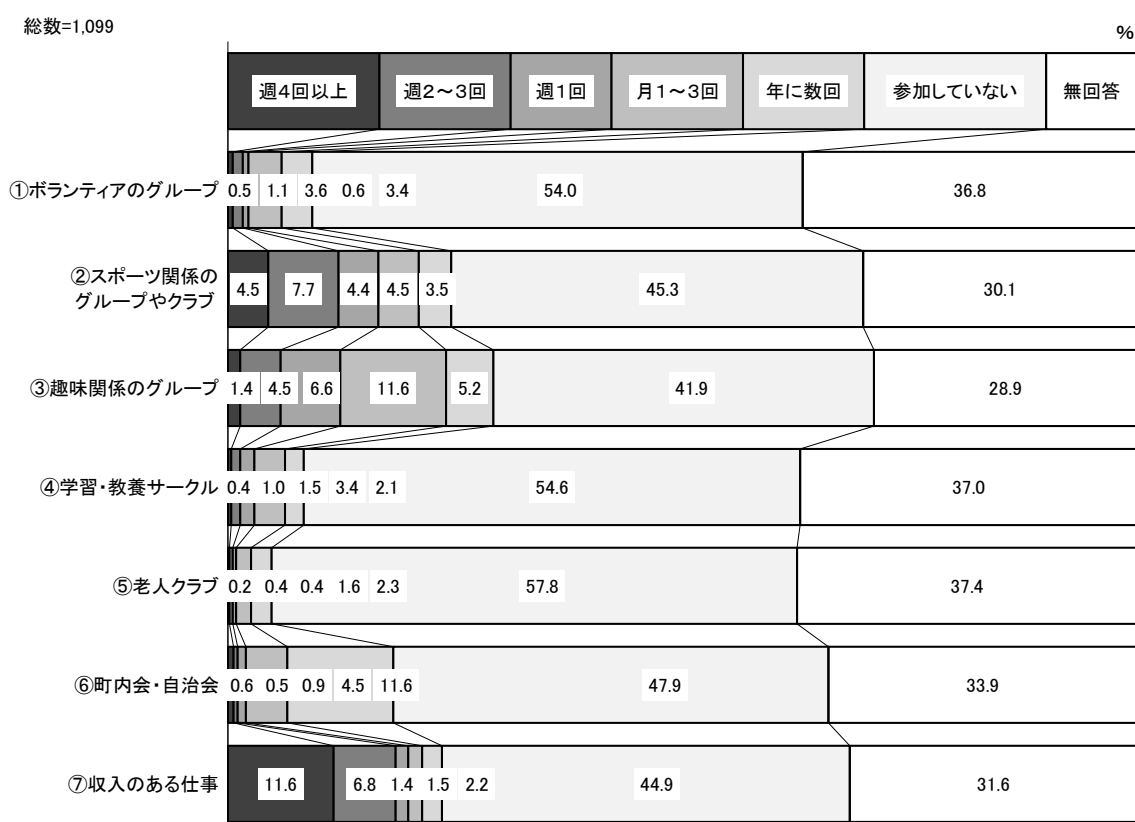 総数=1,099
%
週4回以上 週2~3回 週1回 月1~3回 年に数回 参加していない 無回答
①ボランティアのグループ 0.5 1.1 3.6 0.6 3.4 54.0 36.8
②スポーツ関係の
グループやクラブ 4.5 7.7 4.4 4.5 3.5 45.3 30.1
③趣味関係のグループ 1.4 4.5 6.6 11.6 5.2 41.9 28.9
④学習・教養サークル 0.4 1.0 1.5 3.4 2.1 54.6 37.0
⑤老人クラブ 0.2 0.4 0.4 1.6 2.3 57.8 37.4
⑥町内会・自治会 0.6 0.5 0.9 4.5 11.6 47.9 33.9
⑦収入のある仕事 11.6 6.8 1.4 1.5 2.2 44.9 31.6